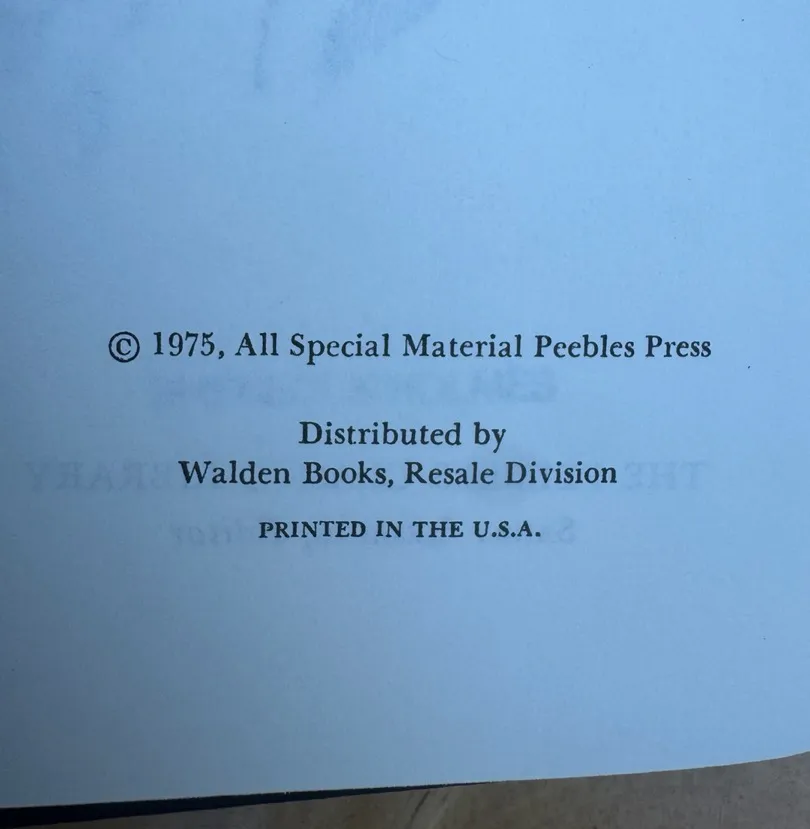 © 1975, All Special Material Peebles Press
Distributed by
Walden Books, Resale Division
PRINTED IN THE U.S.A.